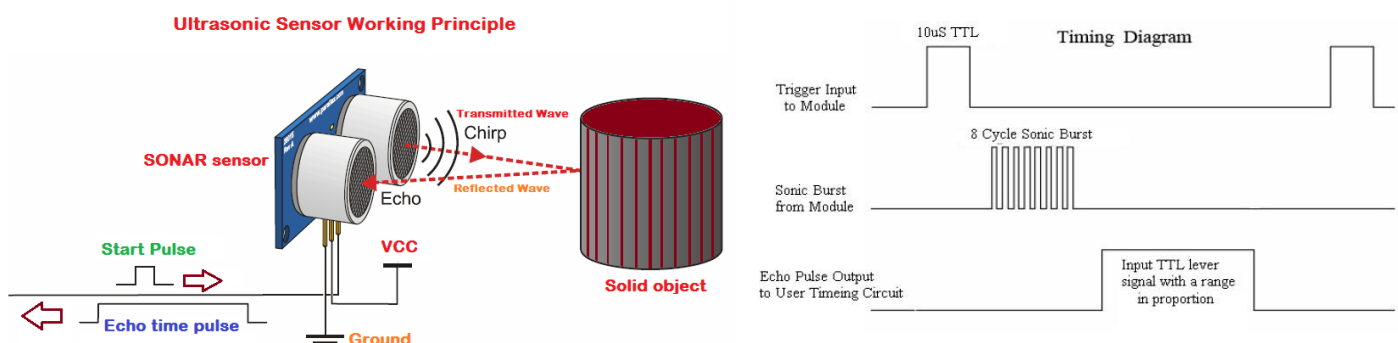 Ultrasonic Sensor Working Principle
Transmitted Wave
Chirp
SONAR sensor
Reflected Wave
Echo
Start Pulse
VCC
Solid object
Echo time pulse
Ground
10uS TTL
Timing Diagram
Trigger Input
to Module
8 Cycle Sonic Burst
Sonic Burst
from Module
Echo Pulse Output
to User Timeing Circuit
Input TTL lever
signal with a range
in proportion